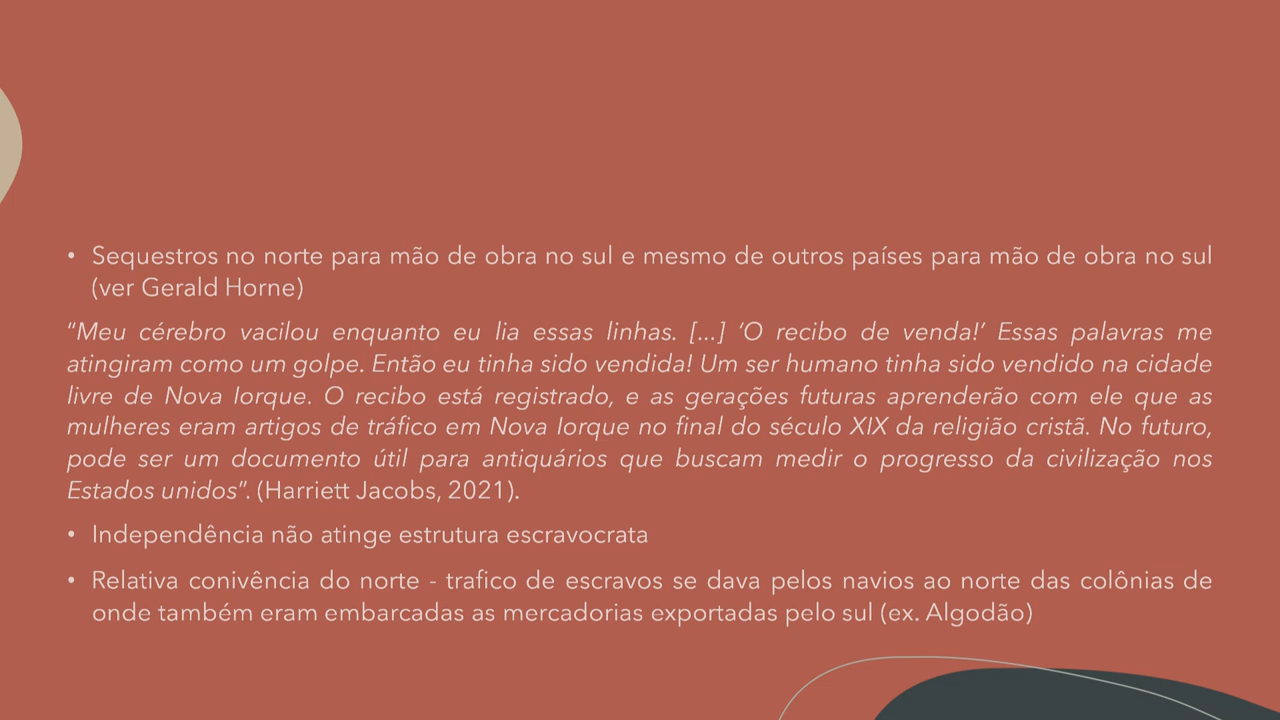 • Sequestros no norte para mão de obra no sul e mesmo de outros países para mão de obra no sul
(ver Gerald Horne)
“Meu cérebro vacilou enquanto eu lia essas linhas. [...] ‘O recibo de venda!’ Essas palavras me
atingiram como um golpe. Então eu tinha sido vendida! Um ser humano tinha sido vendido na cidade
livre de Nova Iorque. O recibo está registrado, e as gerações futuras aprenderão com ele que as
mulheres eram artigos de tráfico em Nova Iorque no final do século XIX da religião cristã. No futuro,
pode ser um documento útil para antiquários que buscam medir o progresso da civilização nos
Estados unidos”. (Harriett Jacobs, 2021).
• Independência não atinge estrutura escravocrata
• Relativa conivência do norte - trafico de escravos se dava pelos navios ao norte das colônias de
onde também eram embarcadas as mercadorias exportadas pelo sul (ex. Algodão)